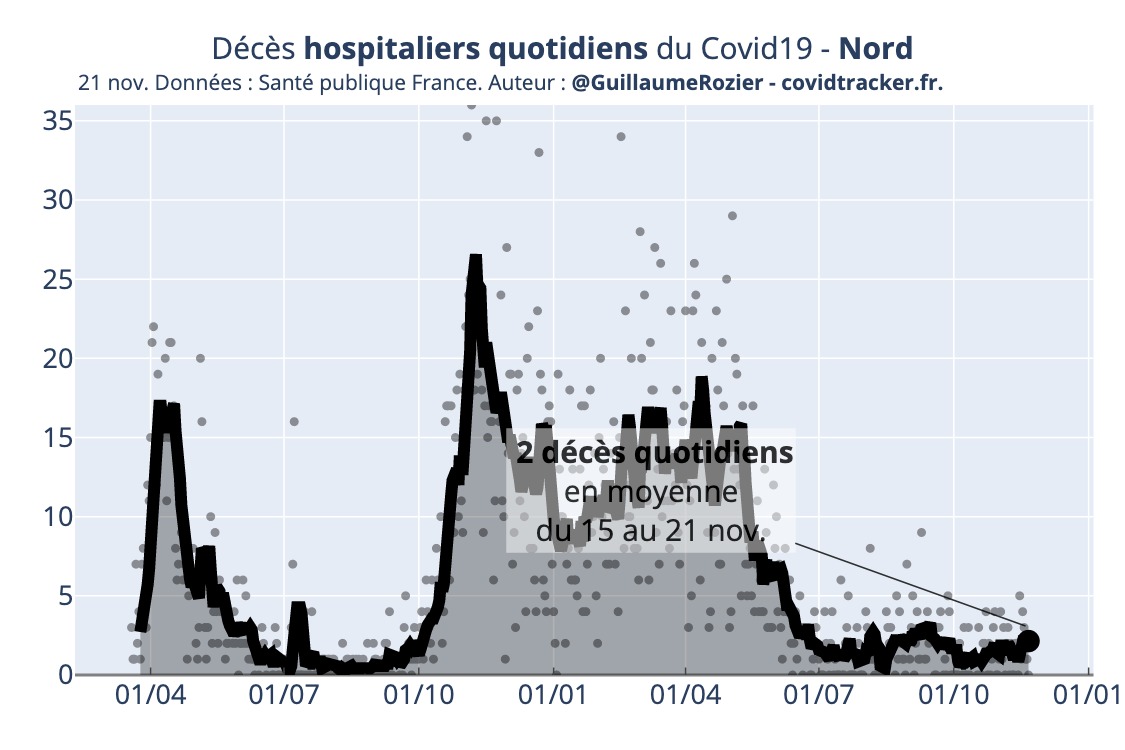 Décès hospitaliers quotidiens du Covid19 - Nord
21 nov. Données : Santé publique France. Auteur : @GuillaumeRozier - covidtracker.fr.
35
30
25
20
15
10
5
0
2 décès quotidiens
en moyenne
du 15 au 21 nov.
01/04 01/07 01/10 01/01 01/04 01/07 01/10 01/01